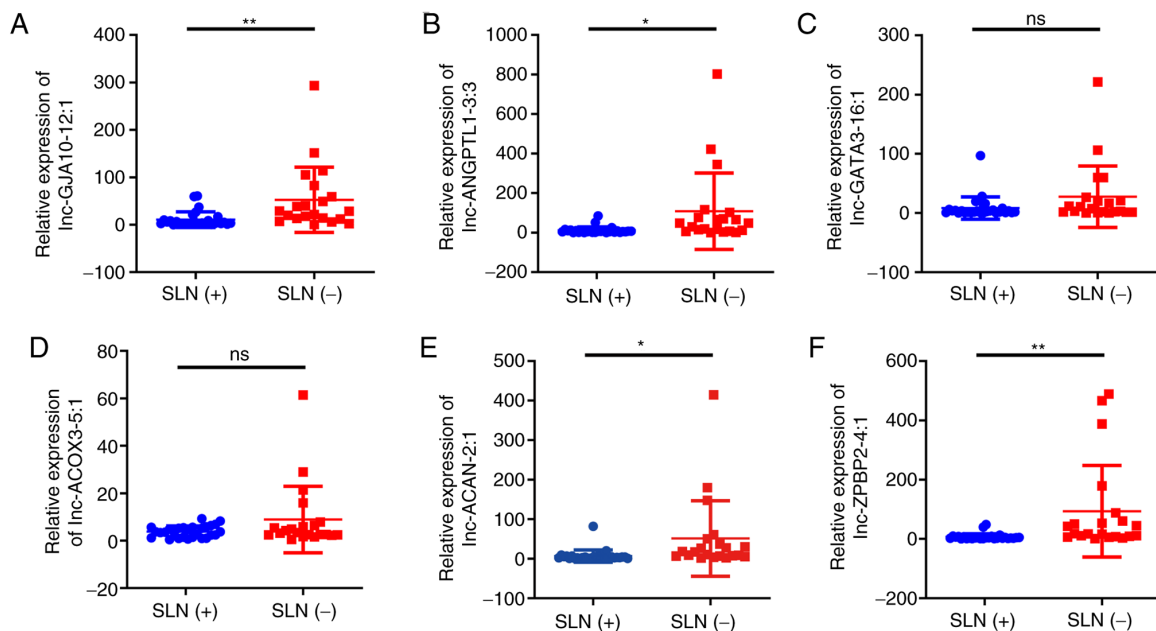 A
**
Relative expression of
lnc-GJA10-12:1
400
300
200
100
0
–100
SLN (+)
SLN (–)
B
*
Relative expression of
lnc-ANGPTL1-3:3
1000
800
600
400
200
0
–200
SLN (+)
SLN (–)
C
ns
Relative expression of
lnc-GATA3-16:1
300
200
100
0
–100
SLN (+)
SLN (–)
D
ns
Relative expression
of lnc-ACOX3-5:1
80
60
40
20
0
–20
SLN (+)
SLN (–)
E
*
Relative expression of
lnc-ACAN-2:1
500
400
300
200
100
0
–100
SLN (+)
SLN (–)
F
**
Relative expression of
lnc-ZPBP2-4:1
600
400
200
0
–200
SLN (+)
SLN (–)